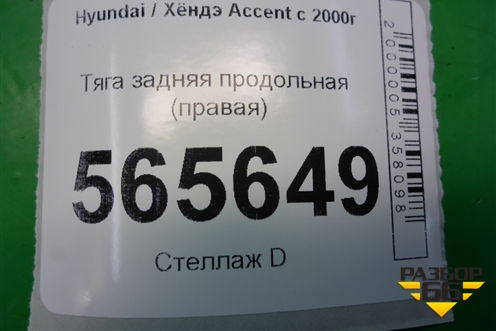 Hyundai / Хёндэ Accent с 2000г
Тяга задняя продольная
(правая)
565649
Стеллаж D
2000005358098
РАЗБОР
66